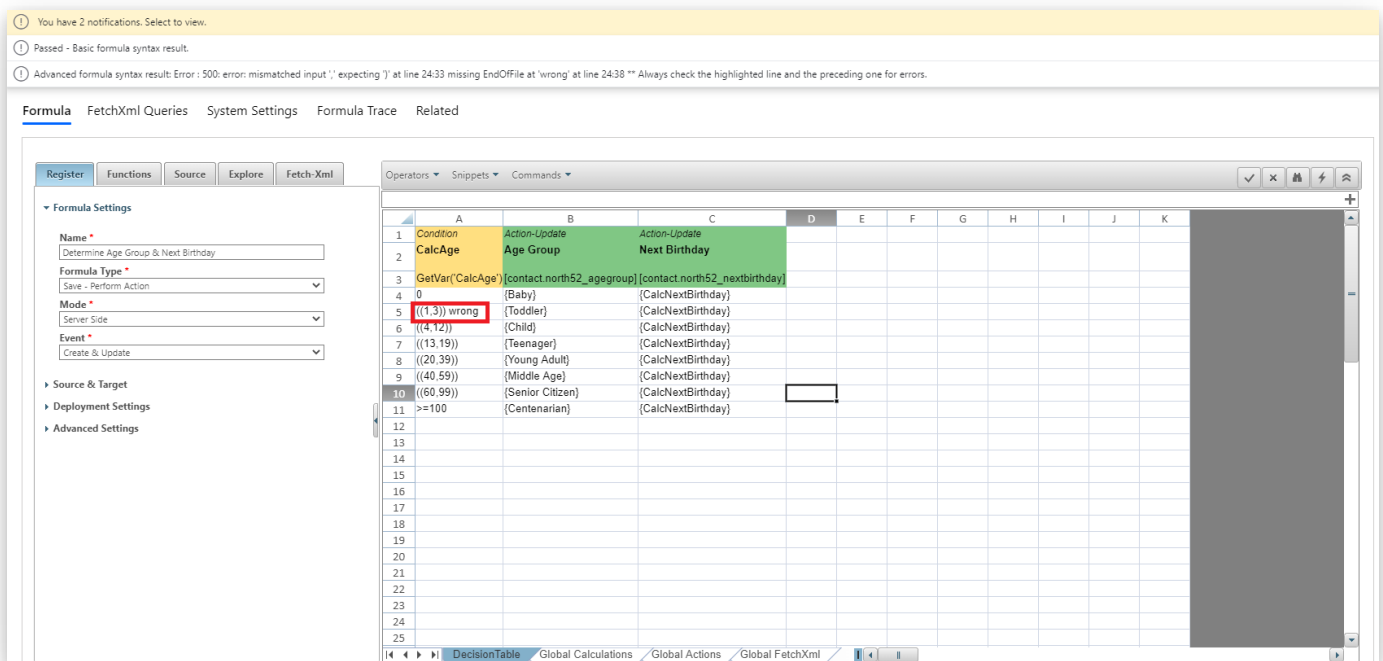 You have 2 notifications. Select to view.
Passed - Basic formula syntax result.
Advanced formula syntax result: Error : 500: error: mismatched input ',' expecting ')' at line 24:33 missing EndOfFile at 'wrong' at line 24:38 ** Always check the highlighted line and the preceding one for errors.
Formula FetchXml Queries System Settings Formula Trace Related
Register Functions Source Explore Fetch-Xml
Operators Snippets Commands
Formula Settings
Name *
Determine Age Group & Next Birthday
Formula Type *
Save - Perform Action
Mode *
Server Side
Event *
Create & Update
Source & Target
Deployment Settings
Advanced Settings
A B C D E F G H I J K
1 Condition Action-Update Action-Update
2 CalcAge Age Group Next Birthday
3 GetVar('CalcAge') [contact.north52_agegroup] [contact.north52_nextbirthday]
4 0 {Baby} {CalcNextBirthday}
5 ((1,3)) wrong {Toddler} {CalcNextBirthday}
6 ((4,12)) {Child} {CalcNextBirthday}
7 ((13,19)) {Teenager} {CalcNextBirthday}
8 ((20,39)) {Young Adult} {CalcNextBirthday}
9 ((40,59)) {Middle Age} {CalcNextBirthday}
10 ((60,99)) {Senior Citizen} {CalcNextBirthday}
11 >=100 {Centenarian} {CalcNextBirthday}
12
13
14
15
16
17
18
19
20
21
22
23
24
25
DecisionTable Global Calculations Global Actions Global FetchXml